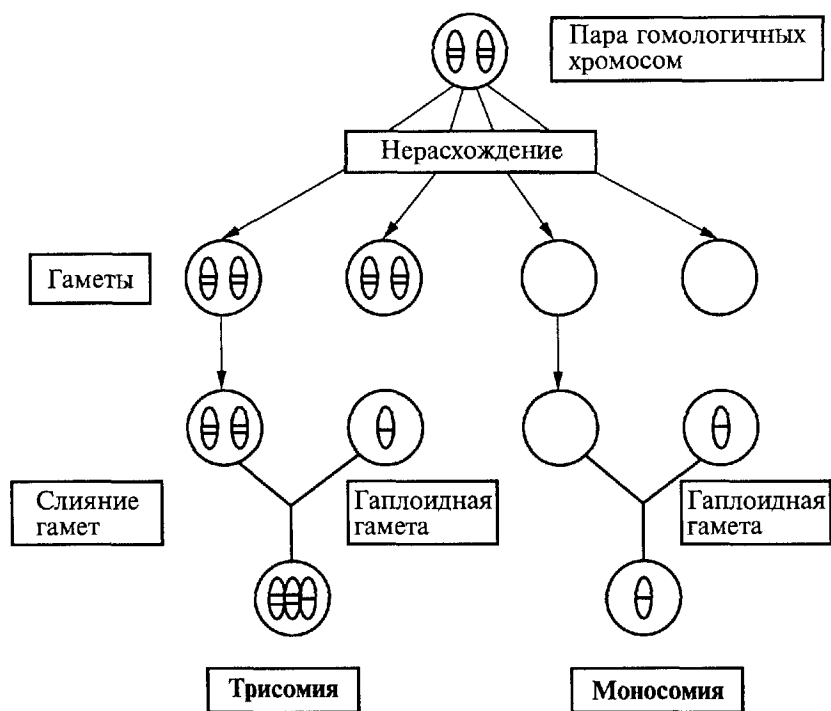 Пара гомологичных
хромосом
Нерасхождение
Гаметы
Слияние
гамет
Гаплоидная
гамета
Гаплоидная
гамета
Трисомия
Моносомия